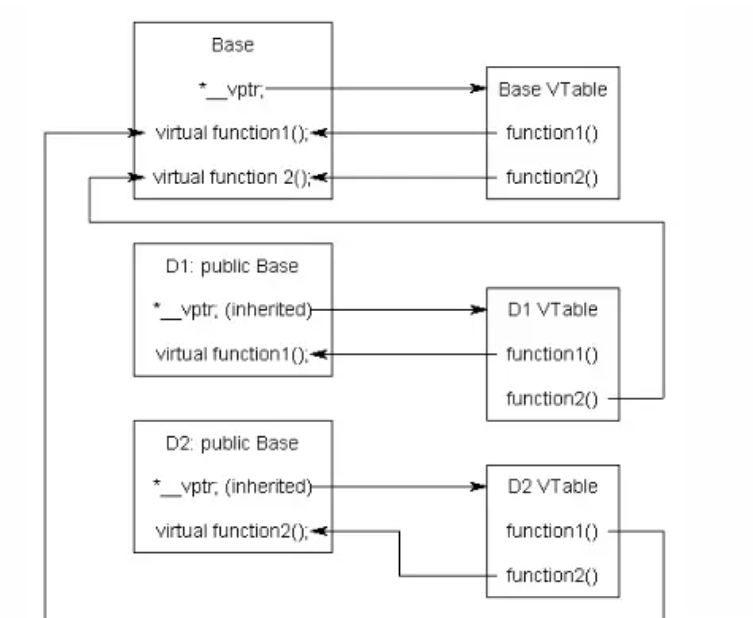 Base
*__vptr;
virtual function1();
virtual function 2();
Base VTable
function1()
function2()
D1: public Base
*__vptr; (inherited)
virtual function1();
D1 VTable
function1()
function2()
D2: public Base
*__vptr; (inherited)
virtual function2();
D2 VTable
function1()
function2()